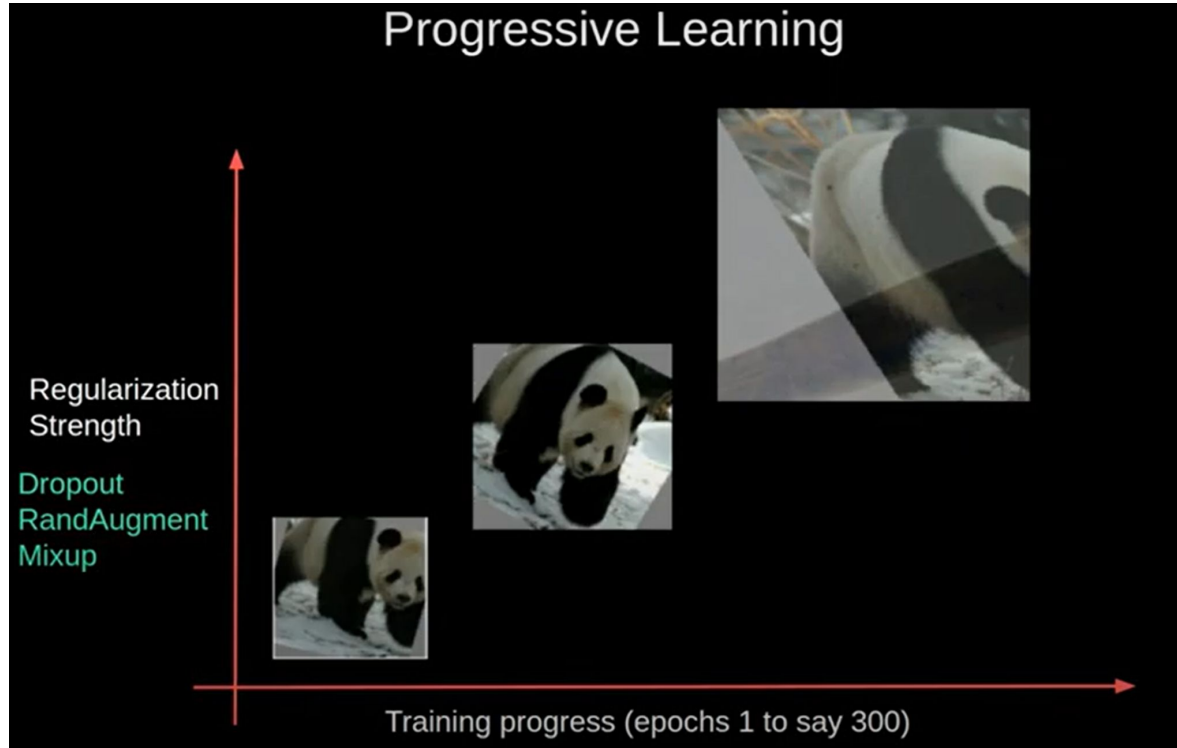 Progressive Learning
Regularization
Strength
Dropout
RandAugment
Mixup
Training progress (epochs 1 to say 300)